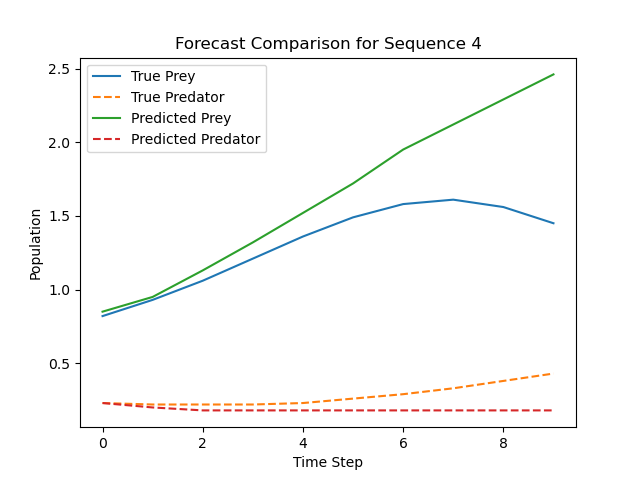 Forecast Comparison for Sequence 4
True Prey
True Predator
Predicted Prey
Predicted Predator
Population
2.5
2.0
1.5
1.0
0.5
0 2 4 6 8
Time Step